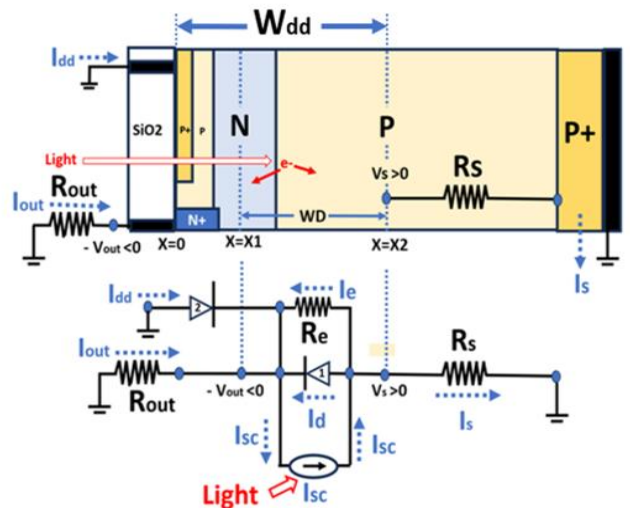 Wdd
Idd
SiO2
P+
P
N
P
P+
Light
e-
Vs >0
Rs
Rout
Iout
N+
WD
- Vout <0
X=0
X=X1
X=X2
Is
Idd
2
Ie
Re
Iout
Rout
- Vout <0
1
Id
Vs >0
Rs
Is
Isc
Isc
Light
Isc